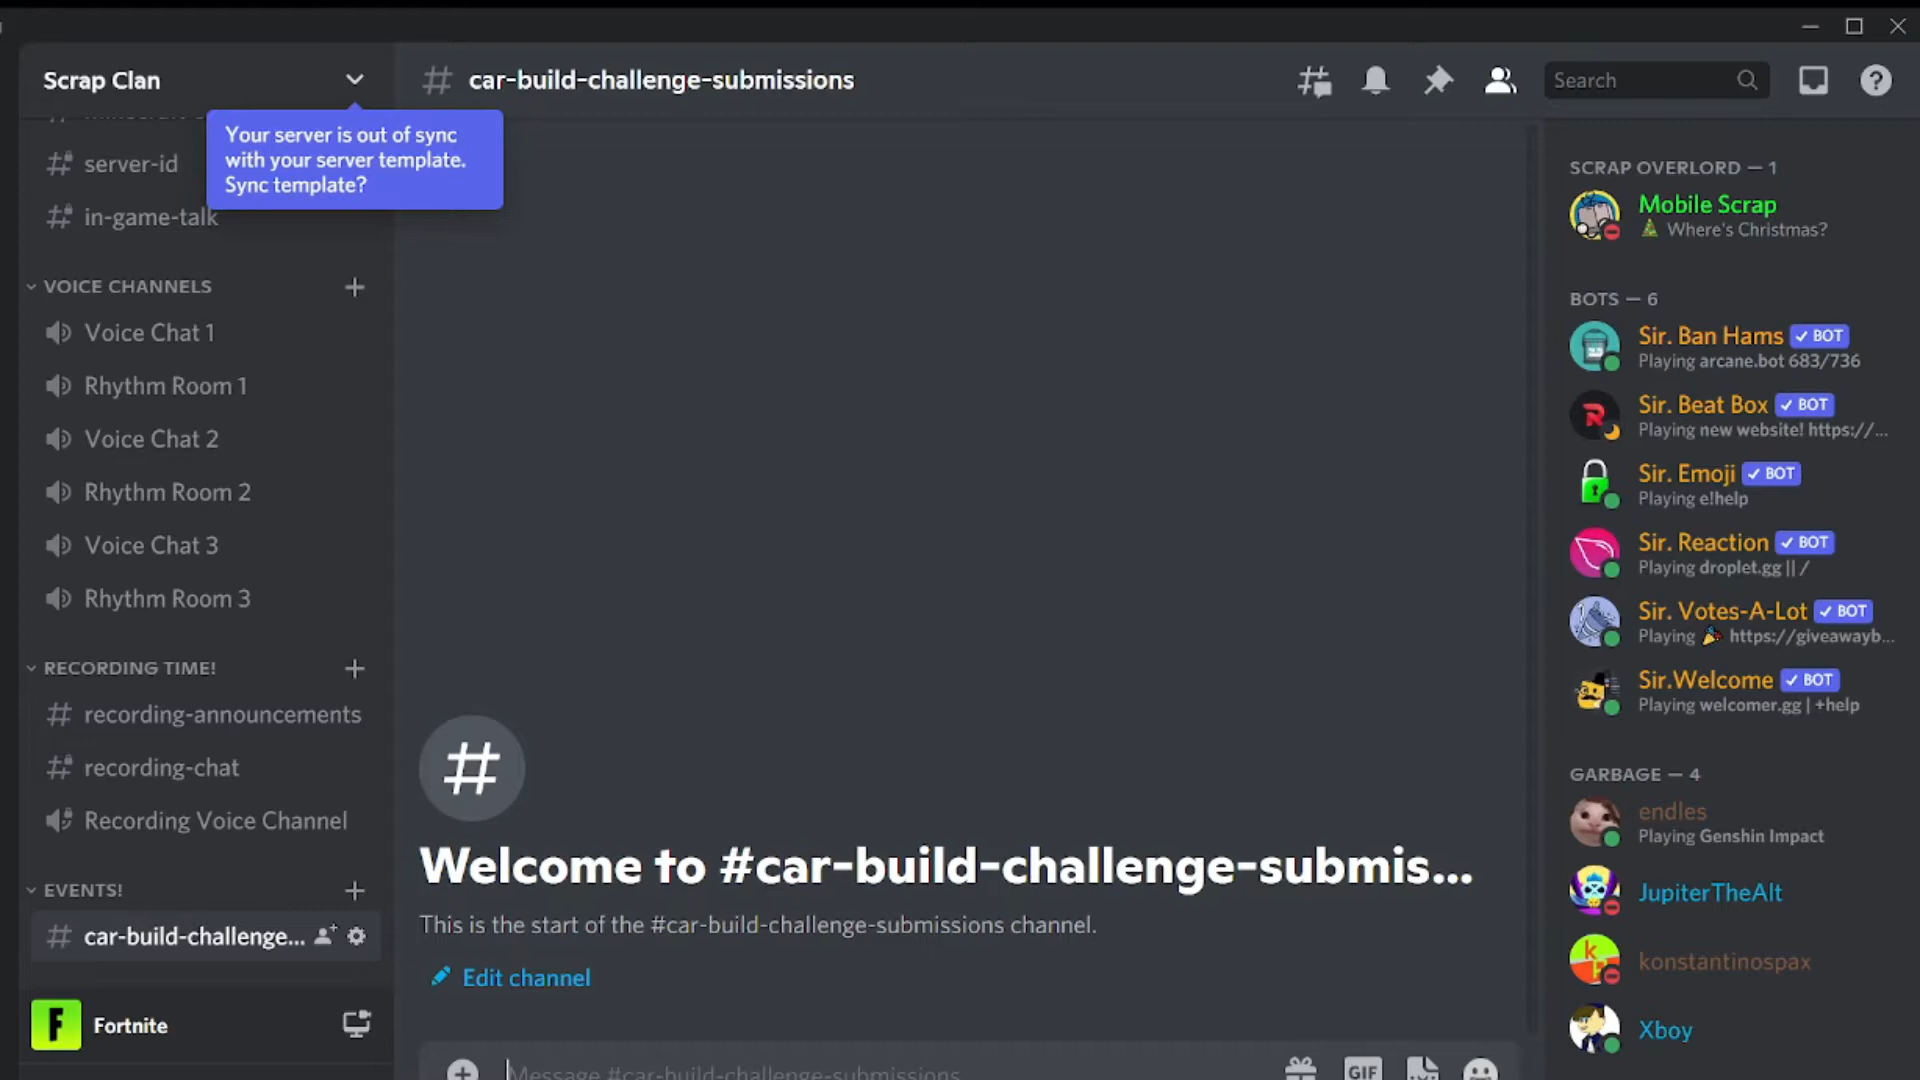 Scrap Clan
Your server is out of sync
with your server template.
Sync template?
server-id
in-game-talk
VOICE CHANNELS
Voice Chat 1
Rhythm Room 1
Voice Chat 2
Rhythm Room 2
Voice Chat 3
Rhythm Room 3
RECORDING TIME!
recording-announcements
recording-chat
Recording Voice Channel
EVENTS!
car-build-challenge...
Fortnite
car-build-challenge-submissions
Search
Welcome to #car-build-challenge-submis...
This is the start of the #car-build-challenge-submissions channel.
Edit channel
Message #car-build-challenge-submissions
GIF
SCRAP OVERLORD — 1
Mobile Scrap
Where's Christmas?
BOTS — 6
Sir. Ban Hams BOT
Playing arcane.bot 683/736
Sir. Beat Box BOT
Playing new website! https://...
Sir. Emoji BOT
Playing e!help
Sir. Reaction BOT
Playing droplet.gg || /
Sir. Votes-A-Lot BOT
Playing 🎉 https://giveawayb...
Sir.Welcome BOT
Playing welcomer.gg | +help
GARBAGE — 4
endles
Playing Genshin Impact
JupiterTheAlt
konstantinospax
Xboy